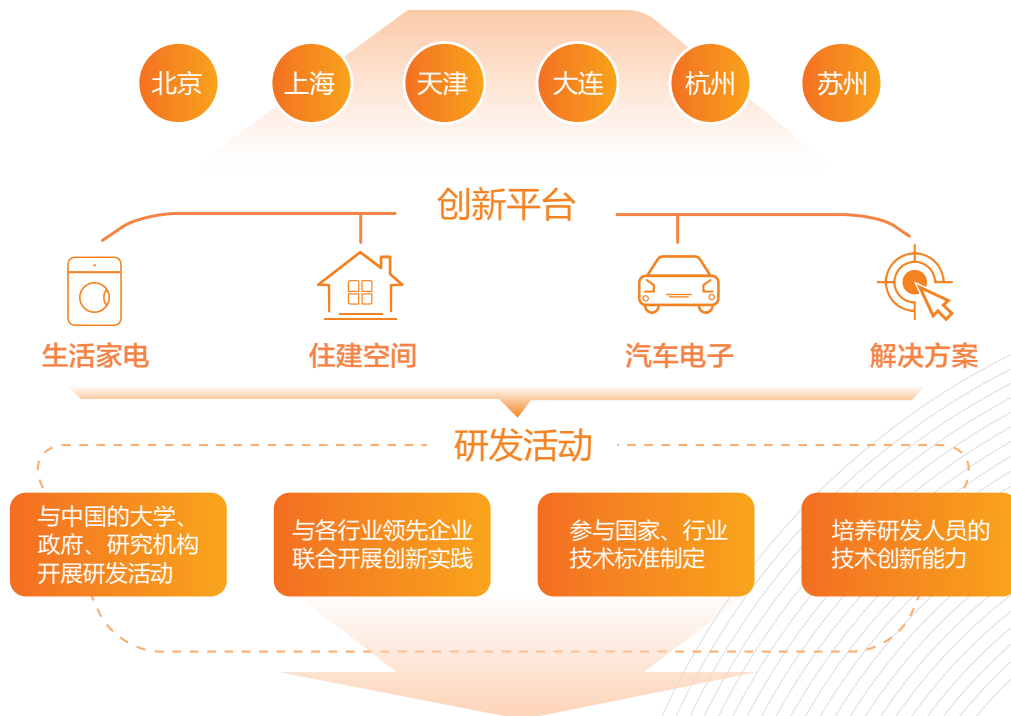 北京
上海
天津
大连
杭州
苏州
创新平台
生活家电
住建空间
汽车电子
解决方案
研发活动
与中国的大学、
政府、研究机构
开展研发活动
与各行业领先企业
联合开展创新实践
参与国家、行业
技术标准制定
培养研发人员的
技术创新能力